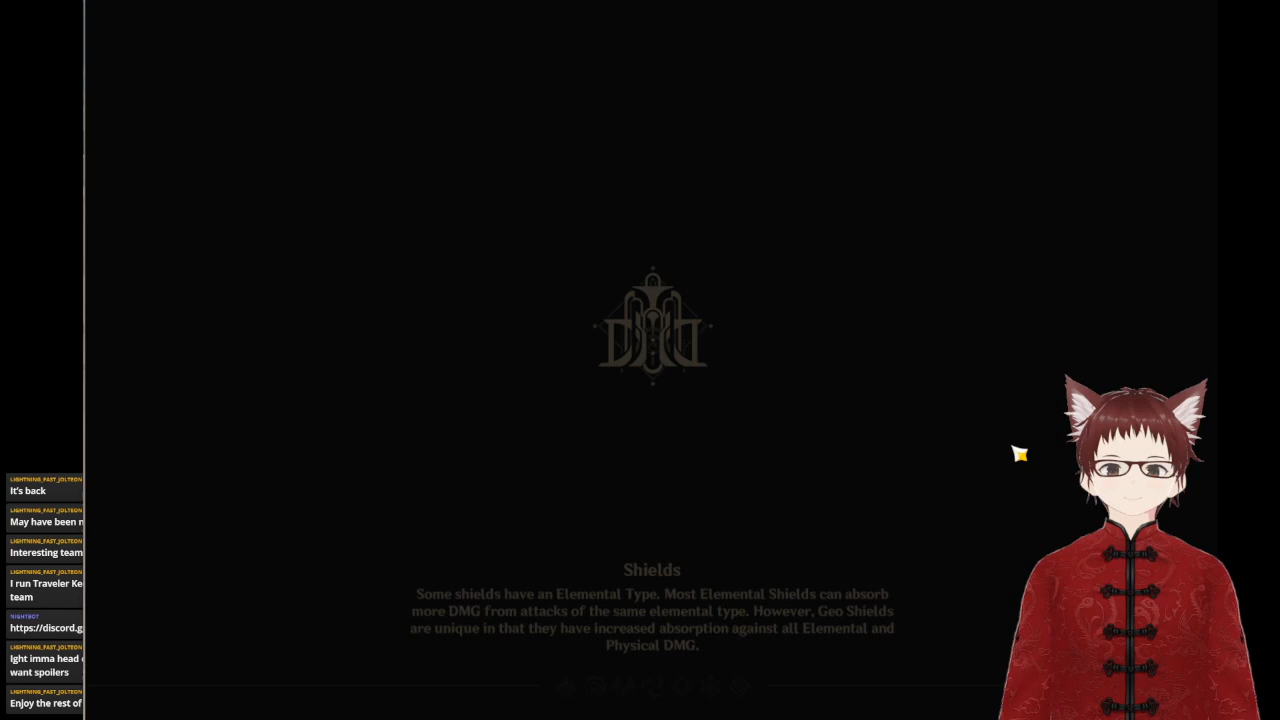 LIGHTNING_FAST_JOLTEON
It's back
LIGHTNING_FAST_JOLTEON
May have been
LIGHTNING_FAST_JOLTEON
Interesting team
LIGHTNING_FAST_JOLTEON
I run Traveler Ke
team
NIGHTBOT
https://discord.g
LIGHTNING_FAST_JOLTEON
Ight imma head
want spoilers
LIGHTNING_FAST_JOLTEON
Enjoy the rest of
Shields
Some shields have an Elemental Type. Most Elemental Shields can absorb
more DMG from attacks of the same elemental type. However, Geo Shields
are unique in that they have increased absorption against all Elemental and
Physical DMG.